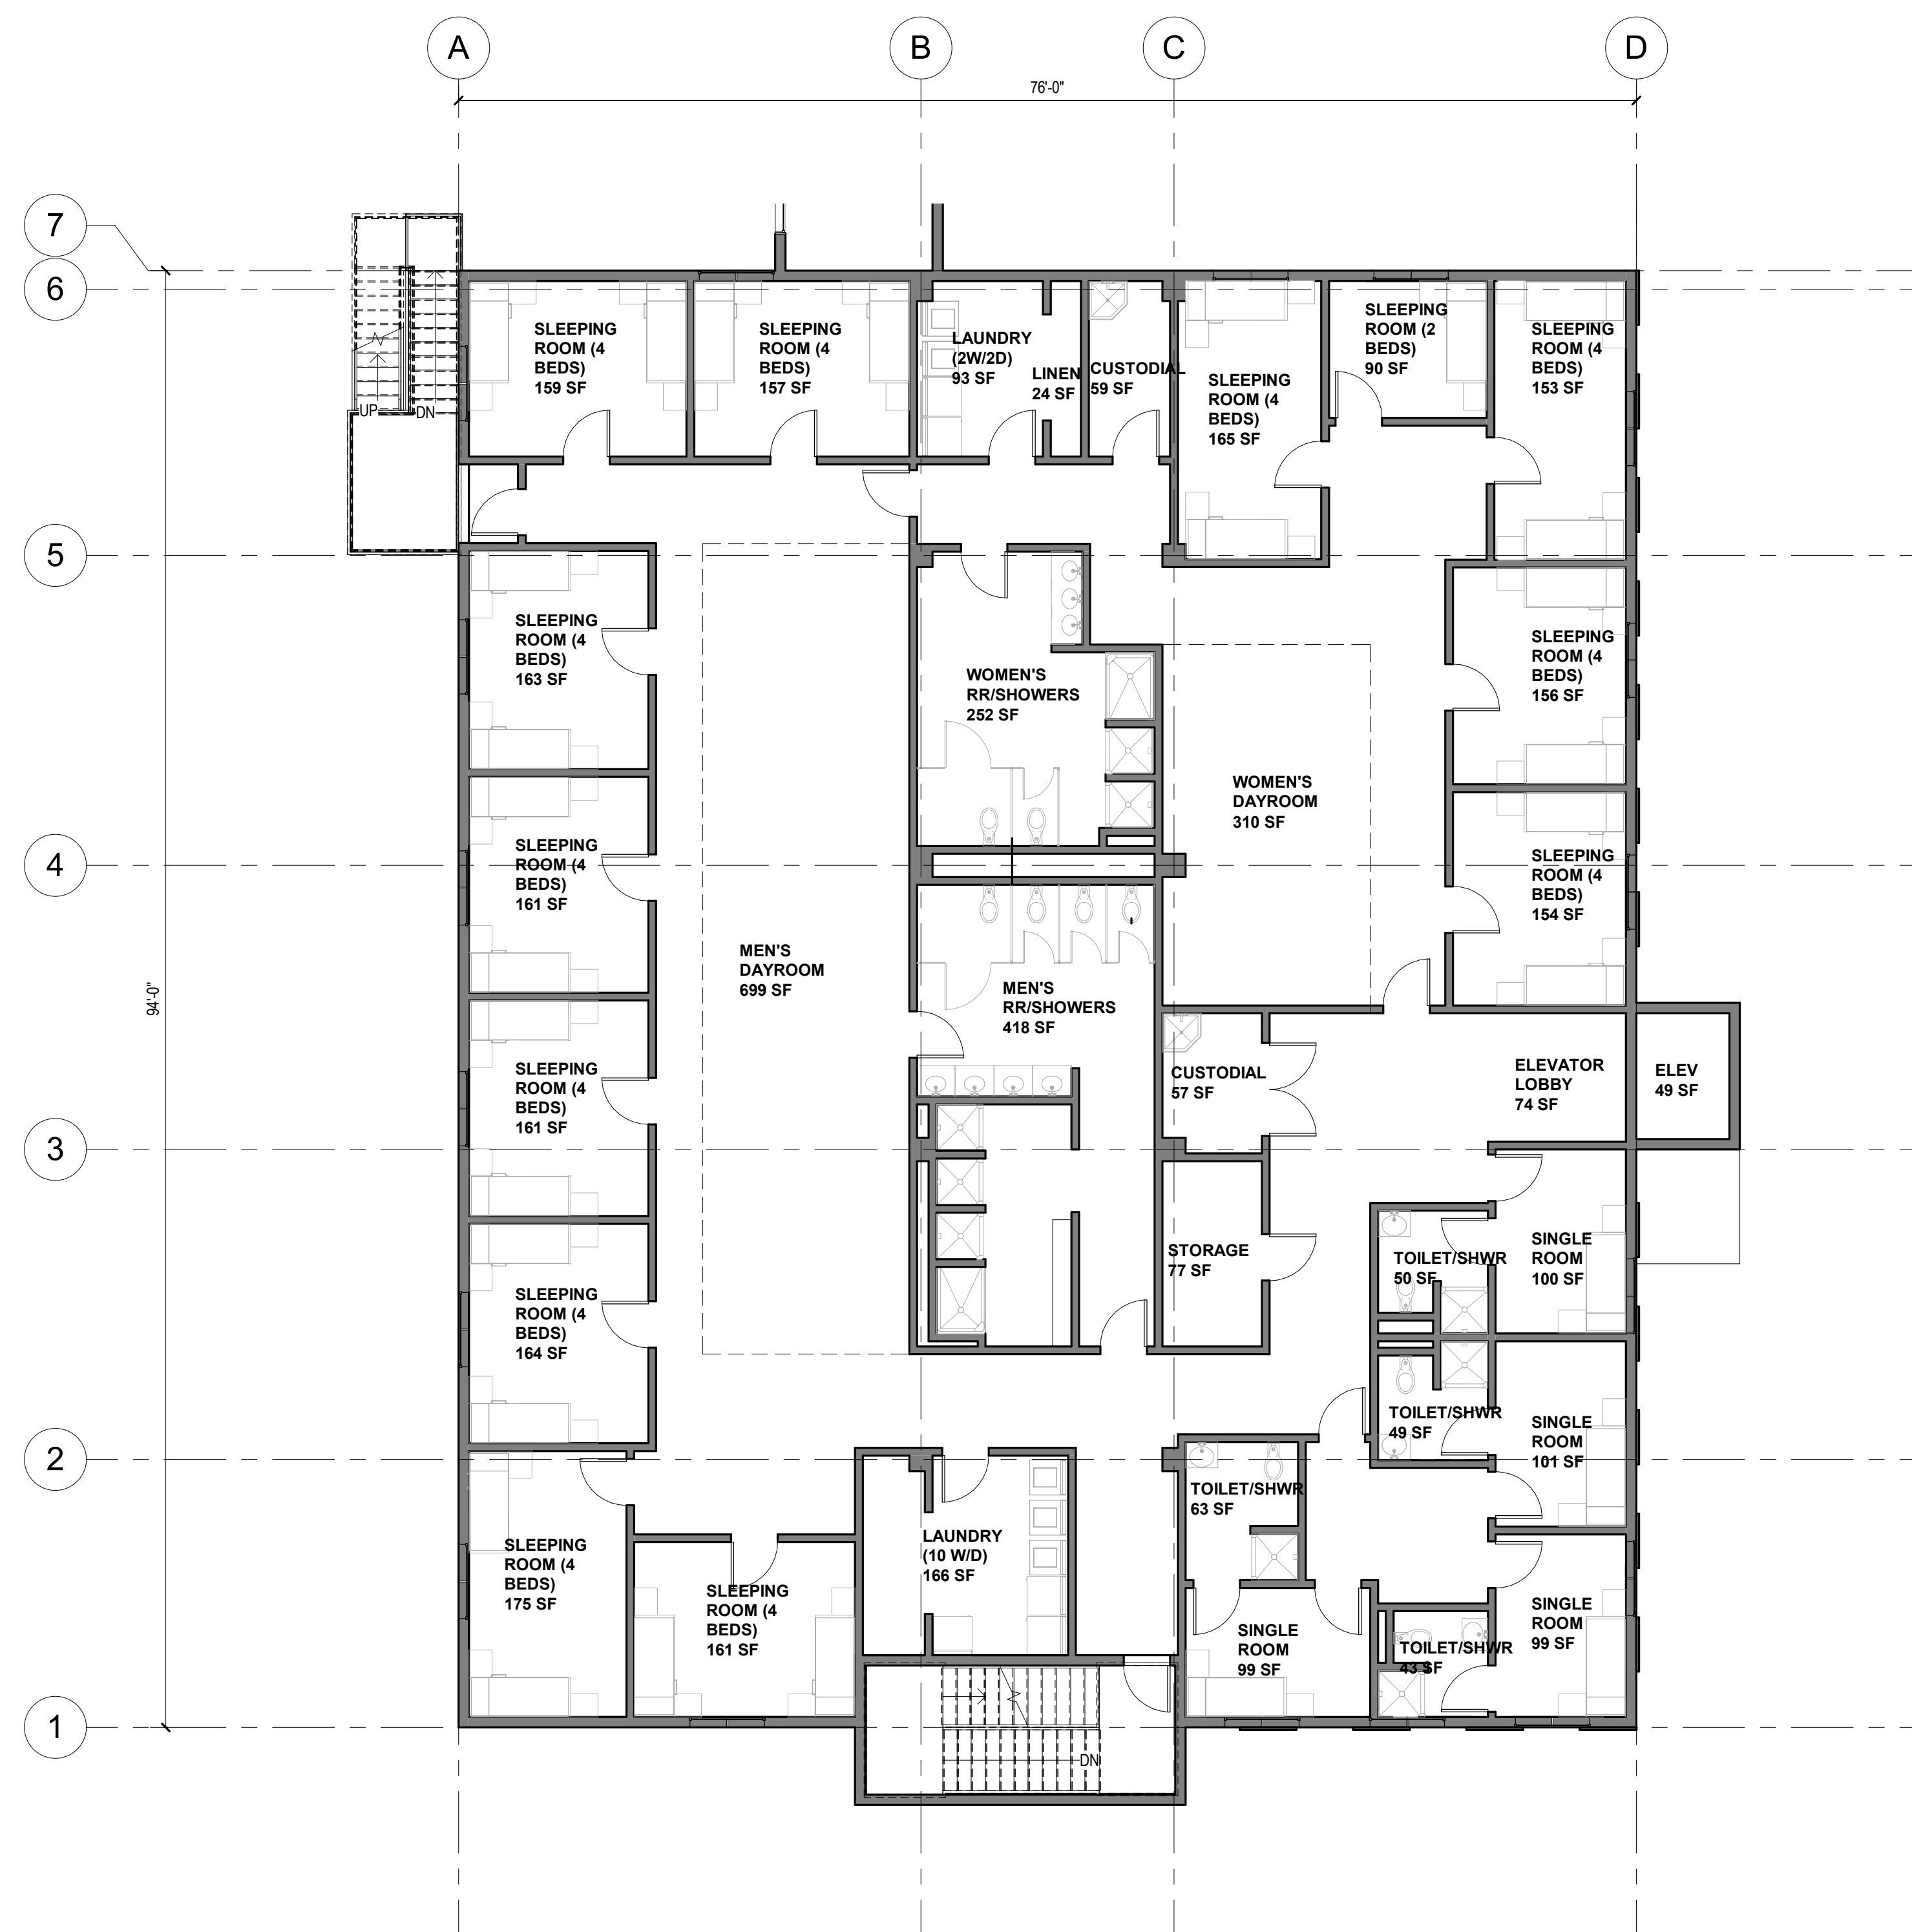 A
B
C
D
76'-0"
7
6
5
4
3
2
1
94'-0"
UP
DN
SLEEPING
ROOM (4
BEDS)
159 SF
SLEEPING
ROOM (4
BEDS)
157 SF
LAUNDRY
(2W/2D)
93 SF
LINEN
24 SF
CUSTODIAL
59 SF
SLEEPING
ROOM (4
BEDS)
165 SF
SLEEPING
ROOM (2
BEDS)
90 SF
SLEEPING
ROOM (4
BEDS)
153 SF
SLEEPING
ROOM (4
BEDS)
163 SF
WOMEN'S
RR/SHOWERS
252 SF
SLEEPING
ROOM (4
BEDS)
156 SF
WOMEN'S
DAYROOM
310 SF
SLEEPING
ROOM (4
BEDS)
161 SF
SLEEPING
ROOM (4
BEDS)
154 SF
MEN'S
DAYROOM
699 SF
MEN'S
RR/SHOWERS
418 SF
SLEEPING
ROOM (4
BEDS)
161 SF
CUSTODIAL
57 SF
ELEVATOR
LOBBY
74 SF
ELEV
49 SF
SLEEPING
ROOM (4
BEDS)
164 SF
STORAGE
77 SF
TOILET/SHWR
50 SF
SINGLE
ROOM
100 SF
TOILET/SHWR
49 SF
SINGLE
ROOM
101 SF
SLEEPING
ROOM (4
BEDS)
175 SF
SLEEPING
ROOM (4
BEDS)
161 SF
LAUNDRY
(10 W/D)
166 SF
TOILET/SHWR
63 SF
SINGLE
ROOM
99 SF
TOILET/SHWR
43 SF
SINGLE
ROOM
99 SF
DN